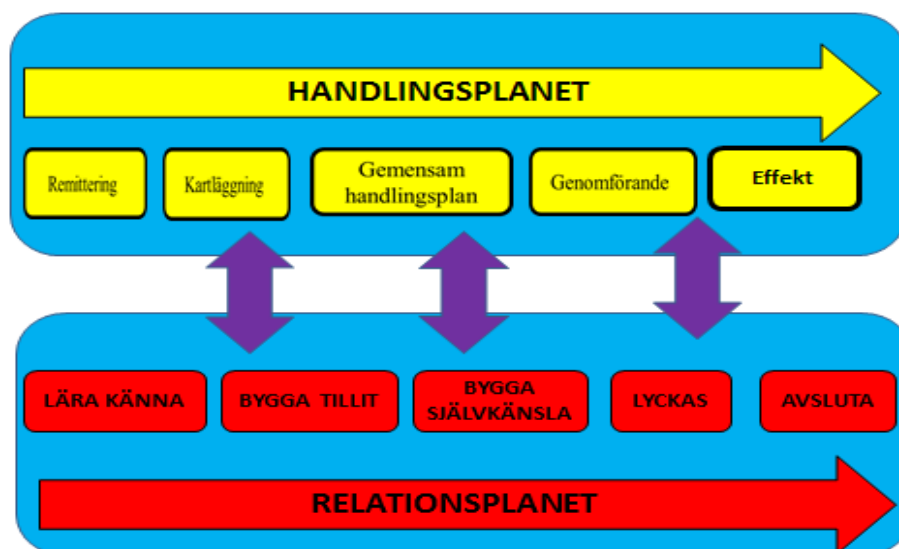 HANDLINGSPLANET
Remittering
Kartläggning
Gemensam
handlingsplan
Genomförande
Effekt
LÄRA KÄNNA
BYGGA TILLIT
BYGGA
SJÄLVKÄNSLA
LYCKAS
AVSLUTA
RELATIONSPLANET